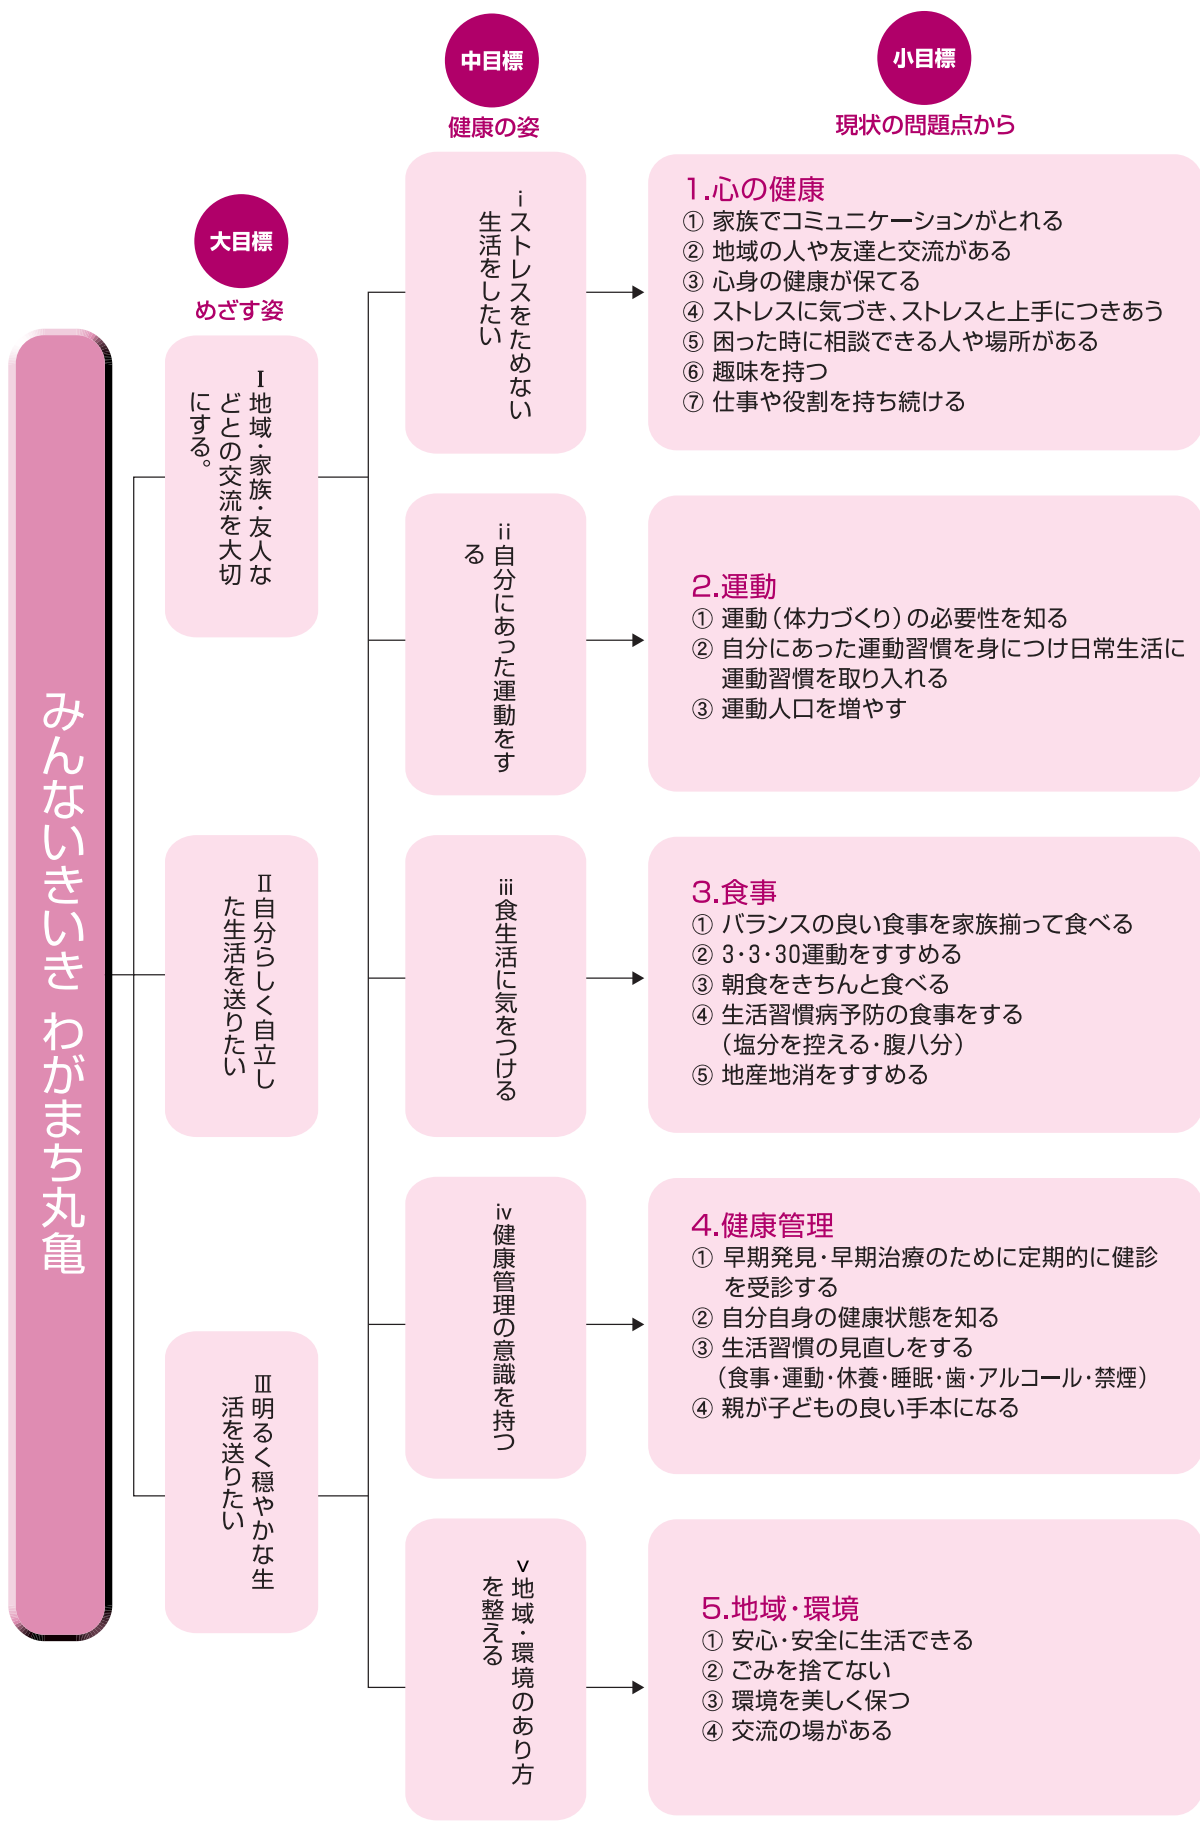 みんないきいき わがまち丸亀
大目標
めざす姿
Ⅰ地域・家族・友人な
どとの交流を大切
にする。
Ⅱ自分らしく自立し
た生活を送りたい
Ⅲ明るく穏やかな生
活を送りたい
中目標
健康の姿
ⅰストレスをためない
生活をしたい
ⅱ自分にあった運動をす
る
ⅲ食生活に気をつける
ⅳ健康管理の意識を持つ
ⅴ地域・環境のあり方
を整える
小目標
現状の問題点から
1.心の健康
① 家族でコミュニケーションがとれる
② 地域の人や友達と交流がある
③ 心身の健康が保てる
④ ストレスに気づき、ストレスと上手につきあう
⑤ 困った時に相談できる人や場所がある
⑥ 趣味を持つ
⑦ 仕事や役割を持ち続ける
2.運動
① 運動(体力づくり)の必要性を知る
② 自分にあった運動習慣を身につけ日常生活に
運動習慣を取り入れる
③ 運動人口を増やす
3.食事
① バランスの良い食事を家族揃って食べる
② 3・3・30運動をすすめる
③ 朝食をきちんと食べる
④ 生活習慣病予防の食事をする
(塩分を控える・腹八分)
⑤ 地産地消をすすめる
4.健康管理
① 早期発見・早期治療のために定期的に健診
を受診する
② 自分自身の健康状態を知る
③ 生活習慣の見直しをする
(食事・運動・休養・睡眠・歯・アルコール・禁煙)
④ 親が子どもの良い手本になる
5.地域・環境
① 安心・安全に生活できる
② ごみを捨てない
③ 環境を美しく保つ
④ 交流の場がある